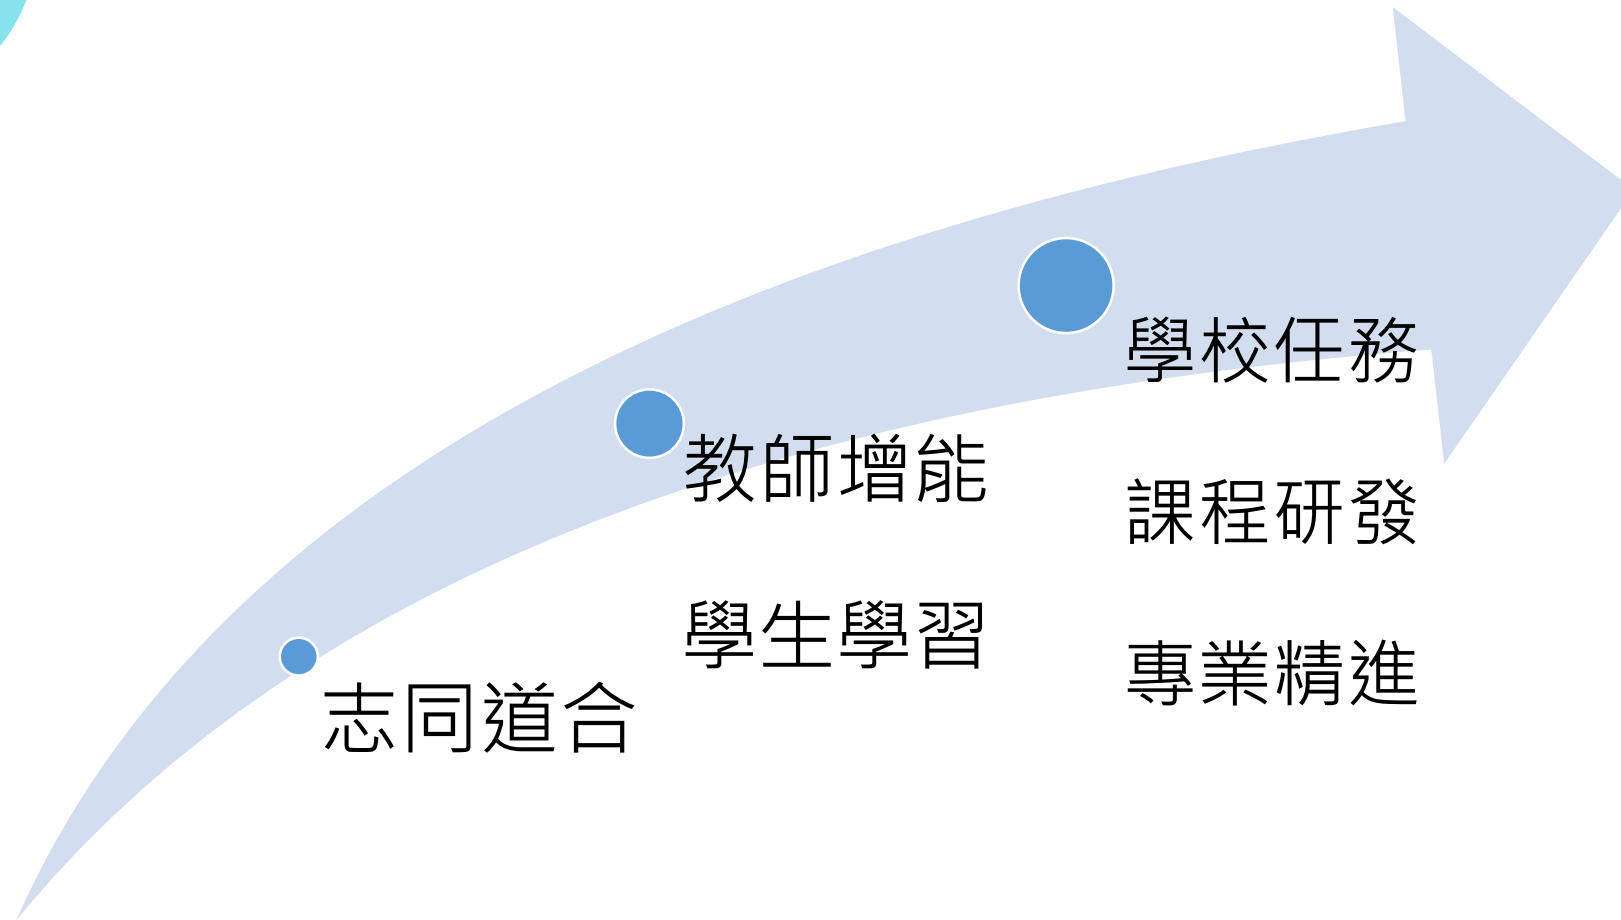 志同道合
教師增能
學生學習
學校任務
課程研發
專業精進